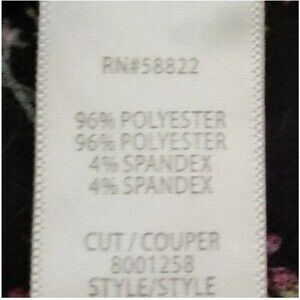 RN#58822
96% POLYESTER
96% POLYESTER
4% SPANDEX
4% SPANDEX
CUT / COUPER
8001258
STYLE/STYLE